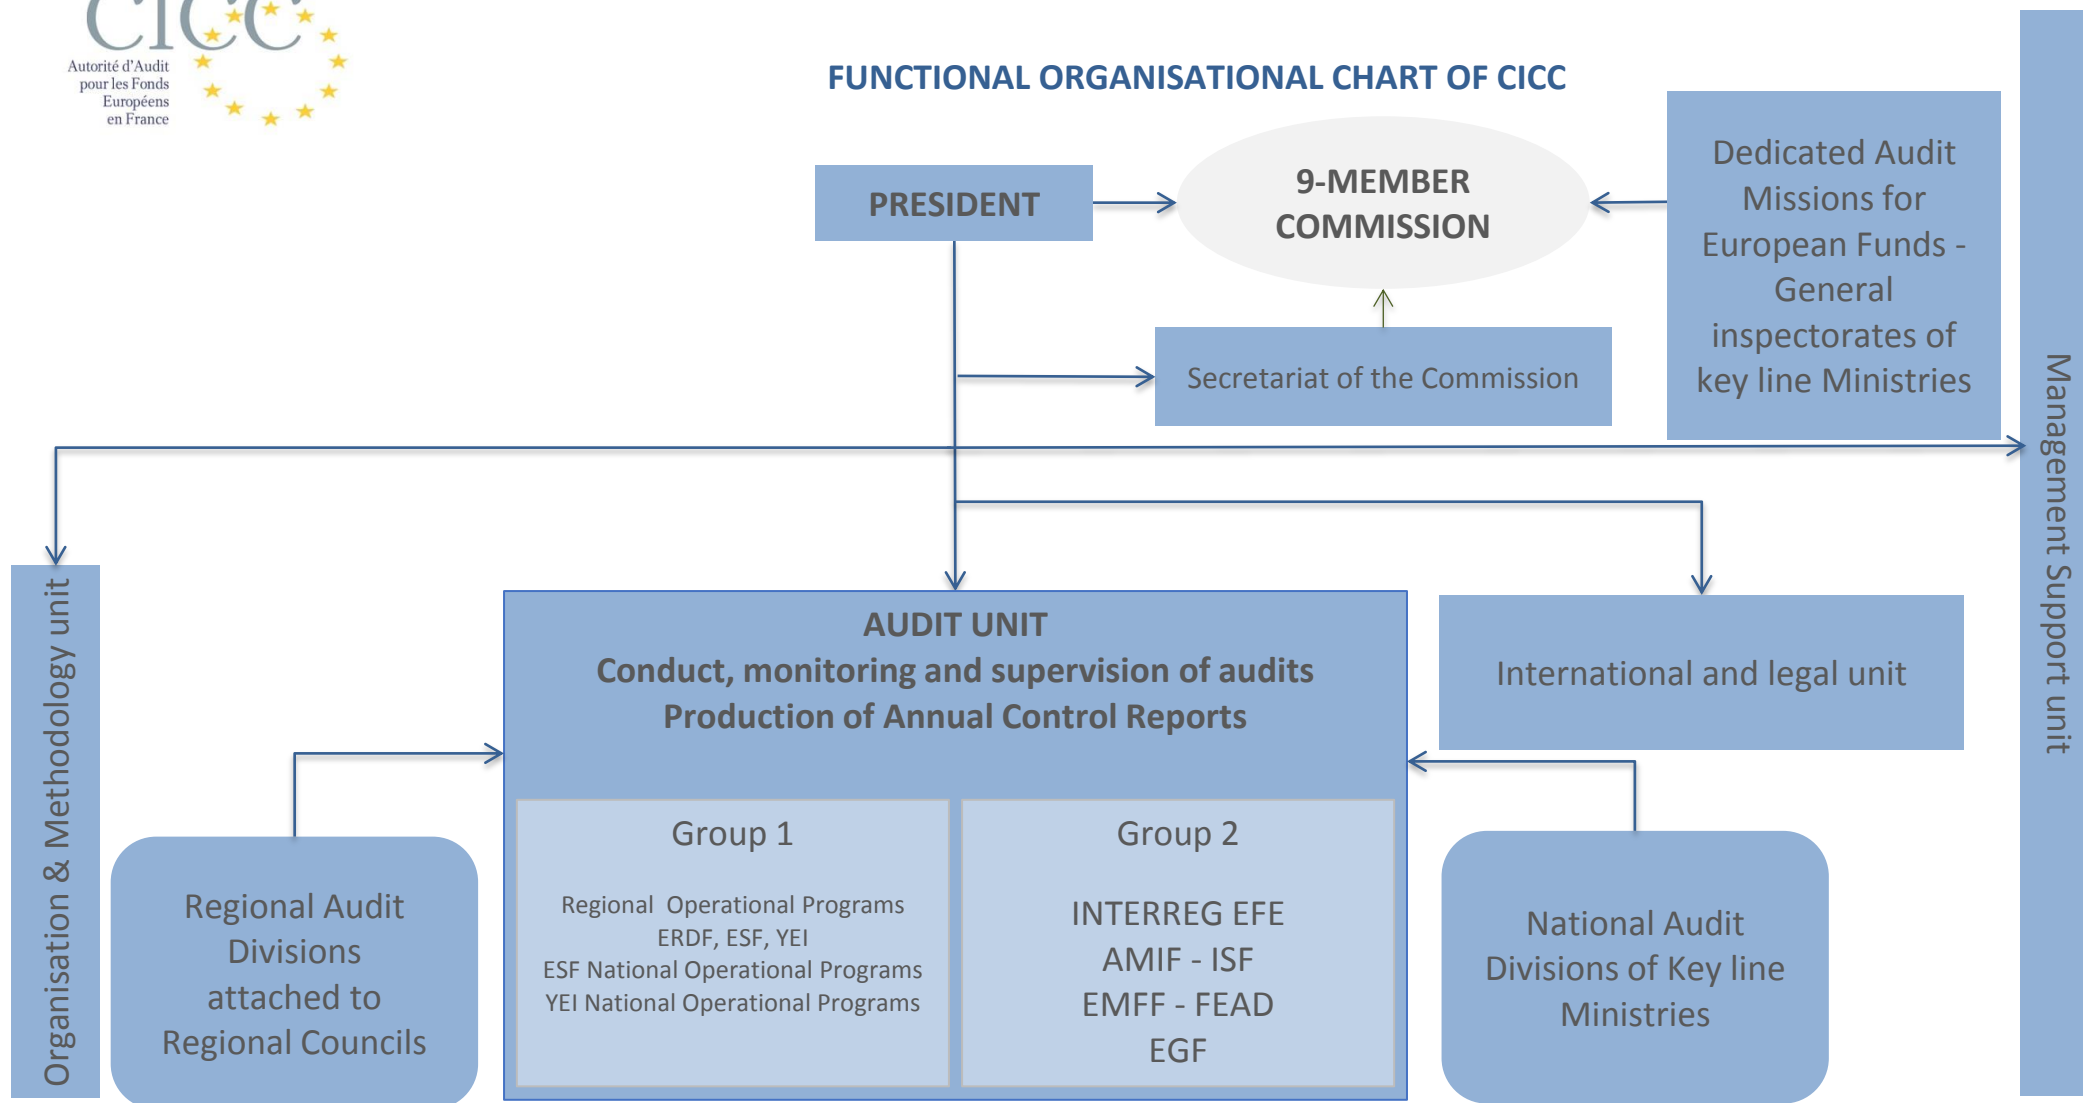 CICC
Autorité d'Audit
pour les Fonds
Européens
en France
FUNCTIONAL ORGANISATIONAL CHART OF CICC
PRESIDENT
9-MEMBER
COMMISSION
Dedicated Audit
Missions for
European Funds -
General
inspectorates of
key line Ministries
Secretariat of the Commission
Management Support unit
Organisation & Methodology unit
AUDIT UNIT
Conduct, monitoring and supervision of audits
Production of Annual Control Reports
International and legal unit
Group 1
Regional Operational Programs
ERDF, ESF, YEI
ESF National Operational Programs
YEI National Operational Programs
Group 2
INTERREG EFE
AMIF - ISF
EMFF - FEAD
EGF
Regional Audit
Divisions
attached to
Regional Councils
National Audit
Divisions of Key line
Ministries